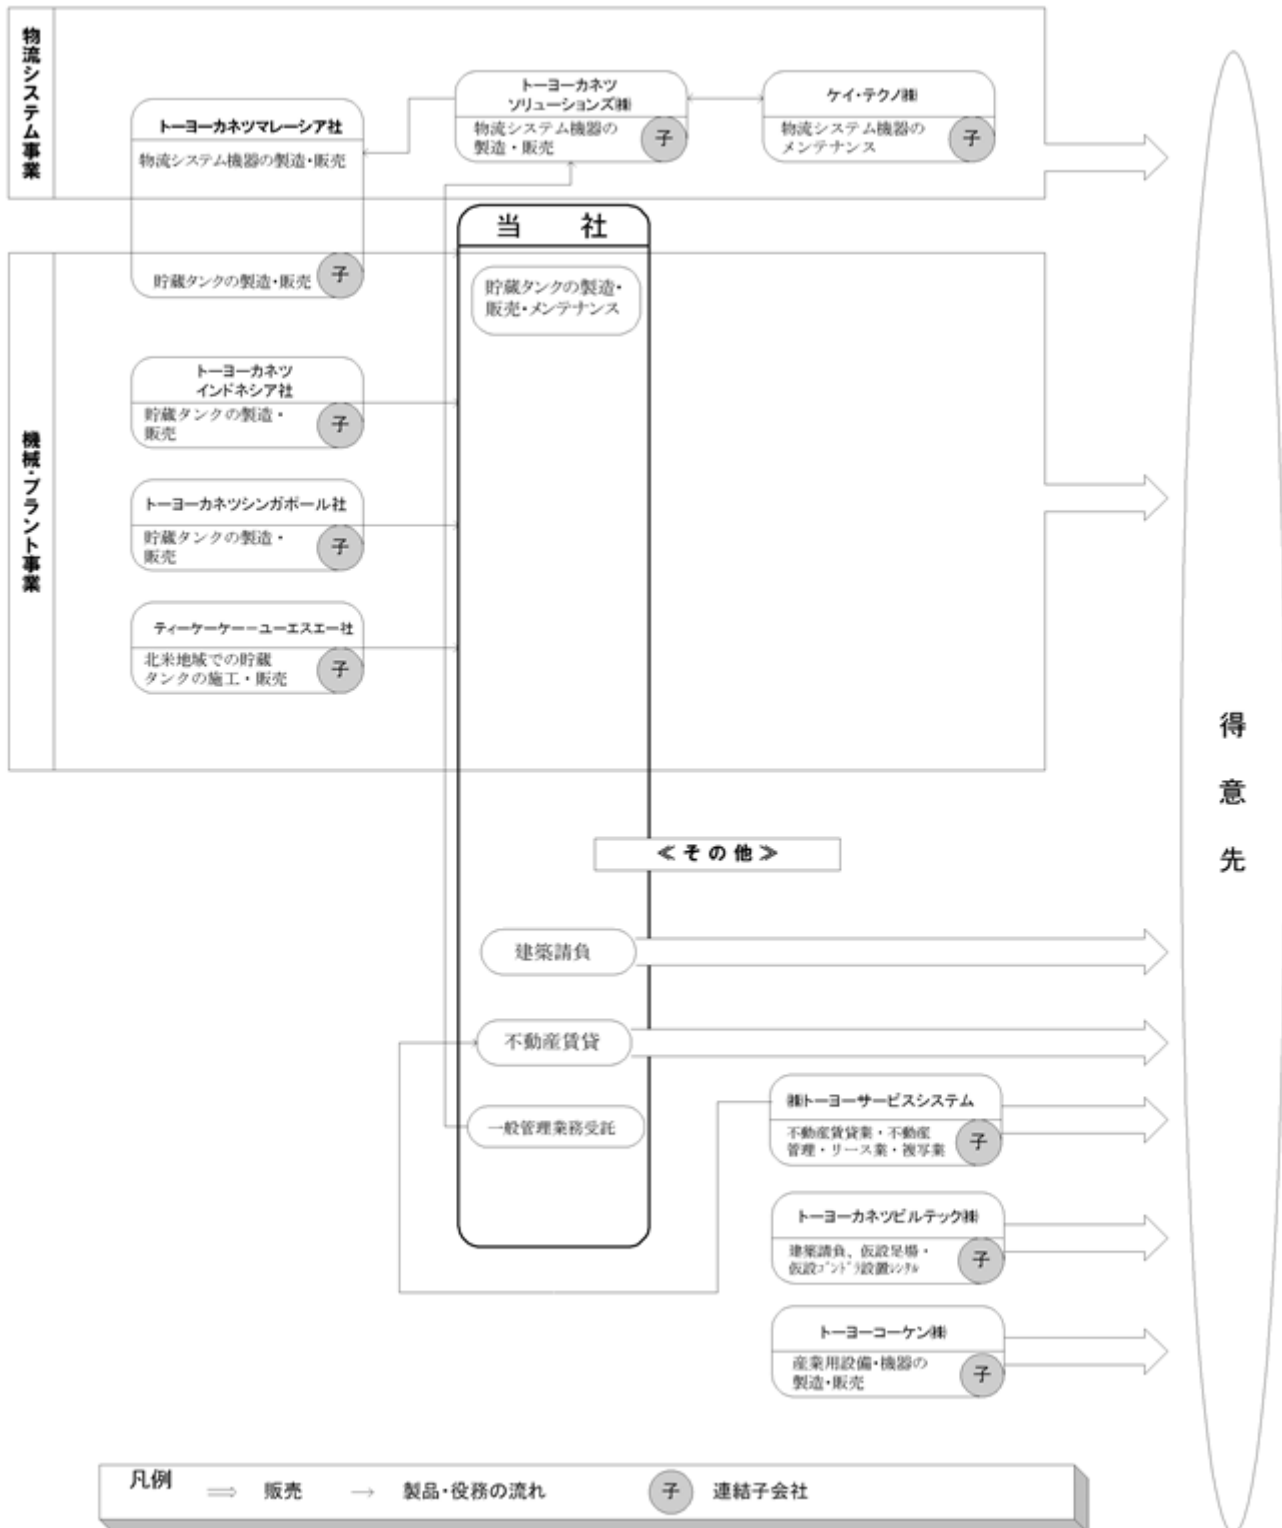 物流システム事業
トーヨーカネツマレーシア社
物流システム機器の製造・販売
貯蔵タンクの製造・販売
子
トーヨーカネツ
ソリューションズ㈱
物流システム機器の
製造・販売
子
ケイ・テクノ㈱
物流システム機器の
メンテナンス
子
当 社
貯蔵タンクの製造・
販売・メンテナンス
機械・プラント事業
トーヨーカネツ
インドネシア社
貯蔵タンクの製造・
販売
子
トーヨーカネツシンガポール社
貯蔵タンクの製造・
販売
子
ティーケーケーーユーエスエー社
北米地域での貯蔵
タンクの施工・販売
子
≪その他≫
建築請負
不動産賃貸
一般管理業務受託
㈱トーヨーサービスシステム
不動産賃貸業・不動産
管理・リース業・複写業
子
トーヨーカネツビルテック㈱
建築請負、仮設足場・
仮設ｺﾞﾝﾄﾞﾗ設置ﾚﾝﾀﾙ
子
トーヨーコーケン㈱
産業用設備・機器の
製造・販売
子
得意先
凡例
⇒ 販売 → 製品・役務の流れ 子 連結子会社